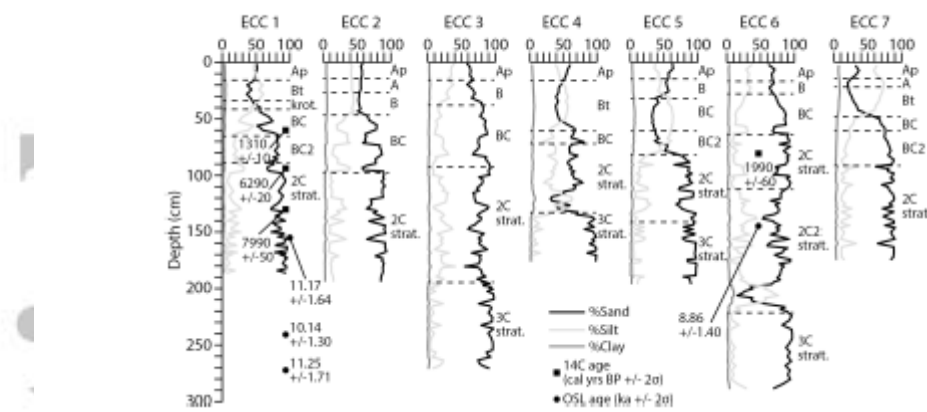 ECC 1 ECC 2 ECC 3 ECC 4 ECC 5 ECC 6 ECC 7
0 50 100 0 50 100 0 50 100 0 50 100 0 50 100 0 50 100 0 50 100
Depth (cm)
0
50
100
150
200
250
300
Ap
Bt
krot.
BC
BC2
2C
strat.
1310
+/-10
6290
+/-20
7990
+/-50
11.17
+/-1.64
10.14
+/-1.30
11.25
+/-1.71
Ap
A
B
BC
2C
strat.
Ap
B
BC
2C
strat.
3C
strat.
Ap
Bt
BC
2C
strat.
3C
strat.
Ap
B
BC
BC2
2C
strat.
3C
strat.
Ap
B
BC
2C
strat.
2C2
strat.
3C
strat.
1990
+/-60
8.86
+/-1.40
Ap
Bt
BC
BC2
2C
strat.
%Sand
%Silt
%Clay
14C age
(cal yrs BP +/- 2σ)
OSL age (ka +/- 2σ)